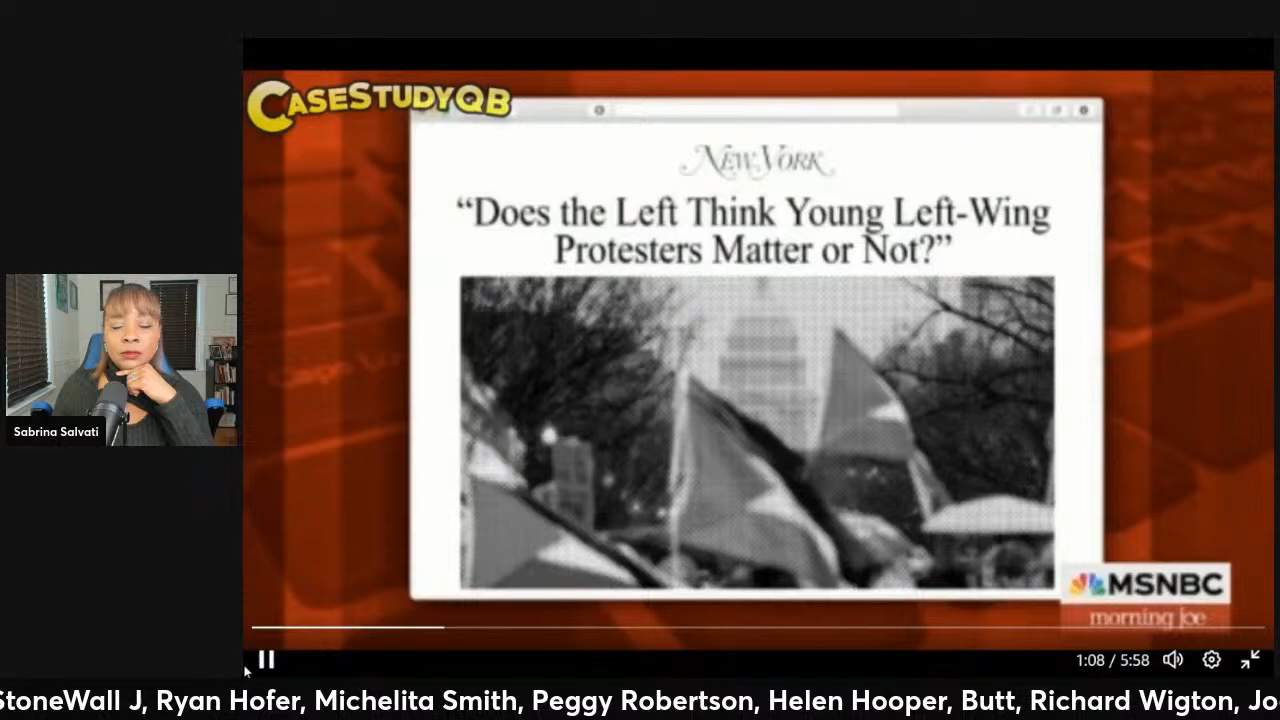 CASESTUDYQB
NEW YORK
“Does the Left Think Young Left-Wing
Protesters Matter or Not?”
Sabrina Salvati
MSNBC
morning joe
1:08 / 5:58
StoneWall J, Ryan Hofer, Michelita Smith, Peggy Robertson, Helen Hooper, Butt, Richard Wigton, Jo